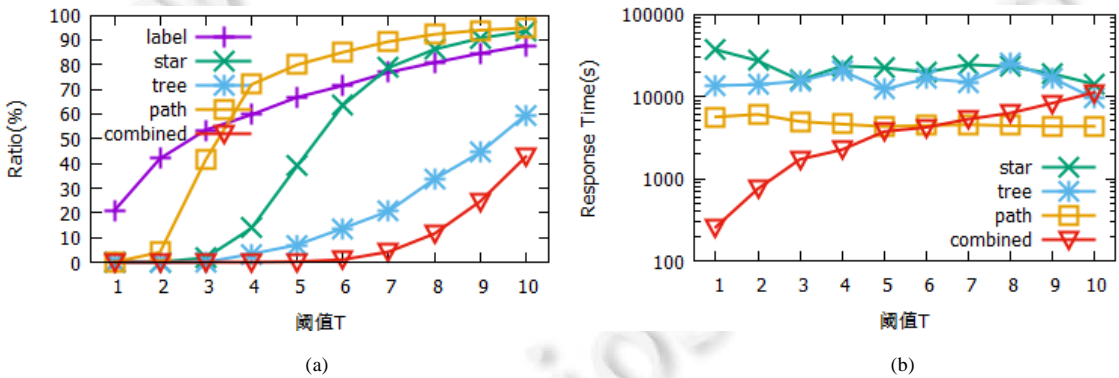 100
90
80
70
60
50
40
30
20
10
0
Ratio(%)
label
star
tree
path
combined
1 2 3 4 5 6 7 8 9 10
阈值T
(a)
100000
10000
1000
100
Response Time(s)
star
tree
path
combined
1 2 3 4 5 6 7 8 9 10
阈值T
(b)